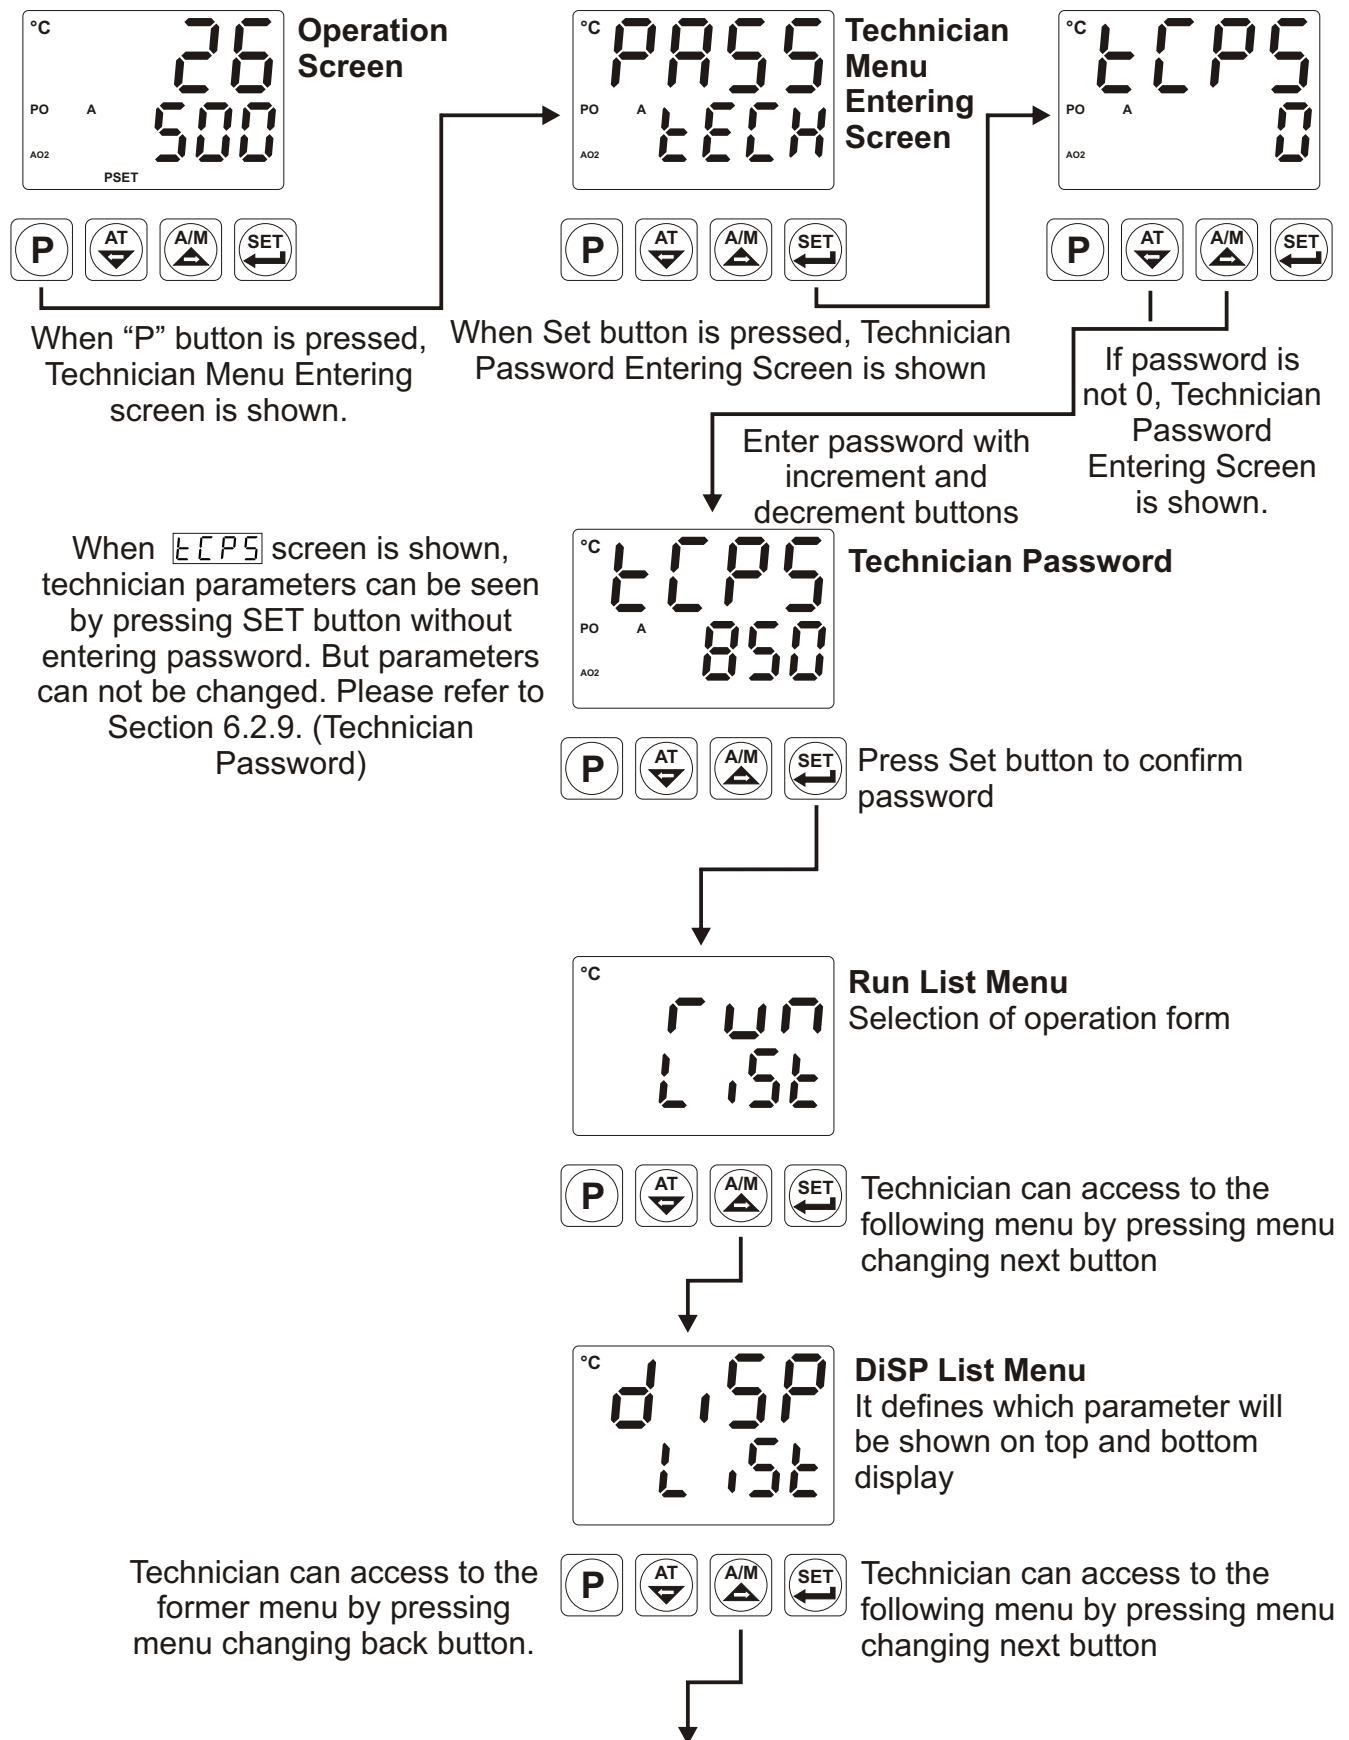 °C 26
PO A 500
AO2
PSET
Operation
Screen
P AT A/M SET
When “P” button is pressed,
Technician Menu Entering
screen is shown.
°C PASS
PO A tECH
AO2
Technician
Menu
Entering
Screen
P AT A/M SET
When Set button is pressed, Technician
Password Entering Screen is shown
°C tCPS
PO A 0
AO2
P AT A/M SET
If password is
not 0, Technician
Password
Entering Screen
is shown.
Enter password with
increment and
decrement buttons
When tCPS screen is shown,
technician parameters can be seen
by pressing SET button without
entering password. But parameters
can not be changed. Please refer to
Section 6.2.9. (Technician
Password)
°C tCPS
PO A 850
AO2
Technician Password
P AT A/M SET
Press Set button to confirm
password
°C
run
LiSt
Run List Menu
Selection of operation form
P AT A/M SET
Technician can access to the
following menu by pressing menu
changing next button
°C diSP
LiSt
DiSP List Menu
It defines which parameter will
be shown on top and bottom
display
Technician can access to the
former menu by pressing
menu changing back button.
P AT A/M SET
Technician can access to the
following menu by pressing menu
changing next button